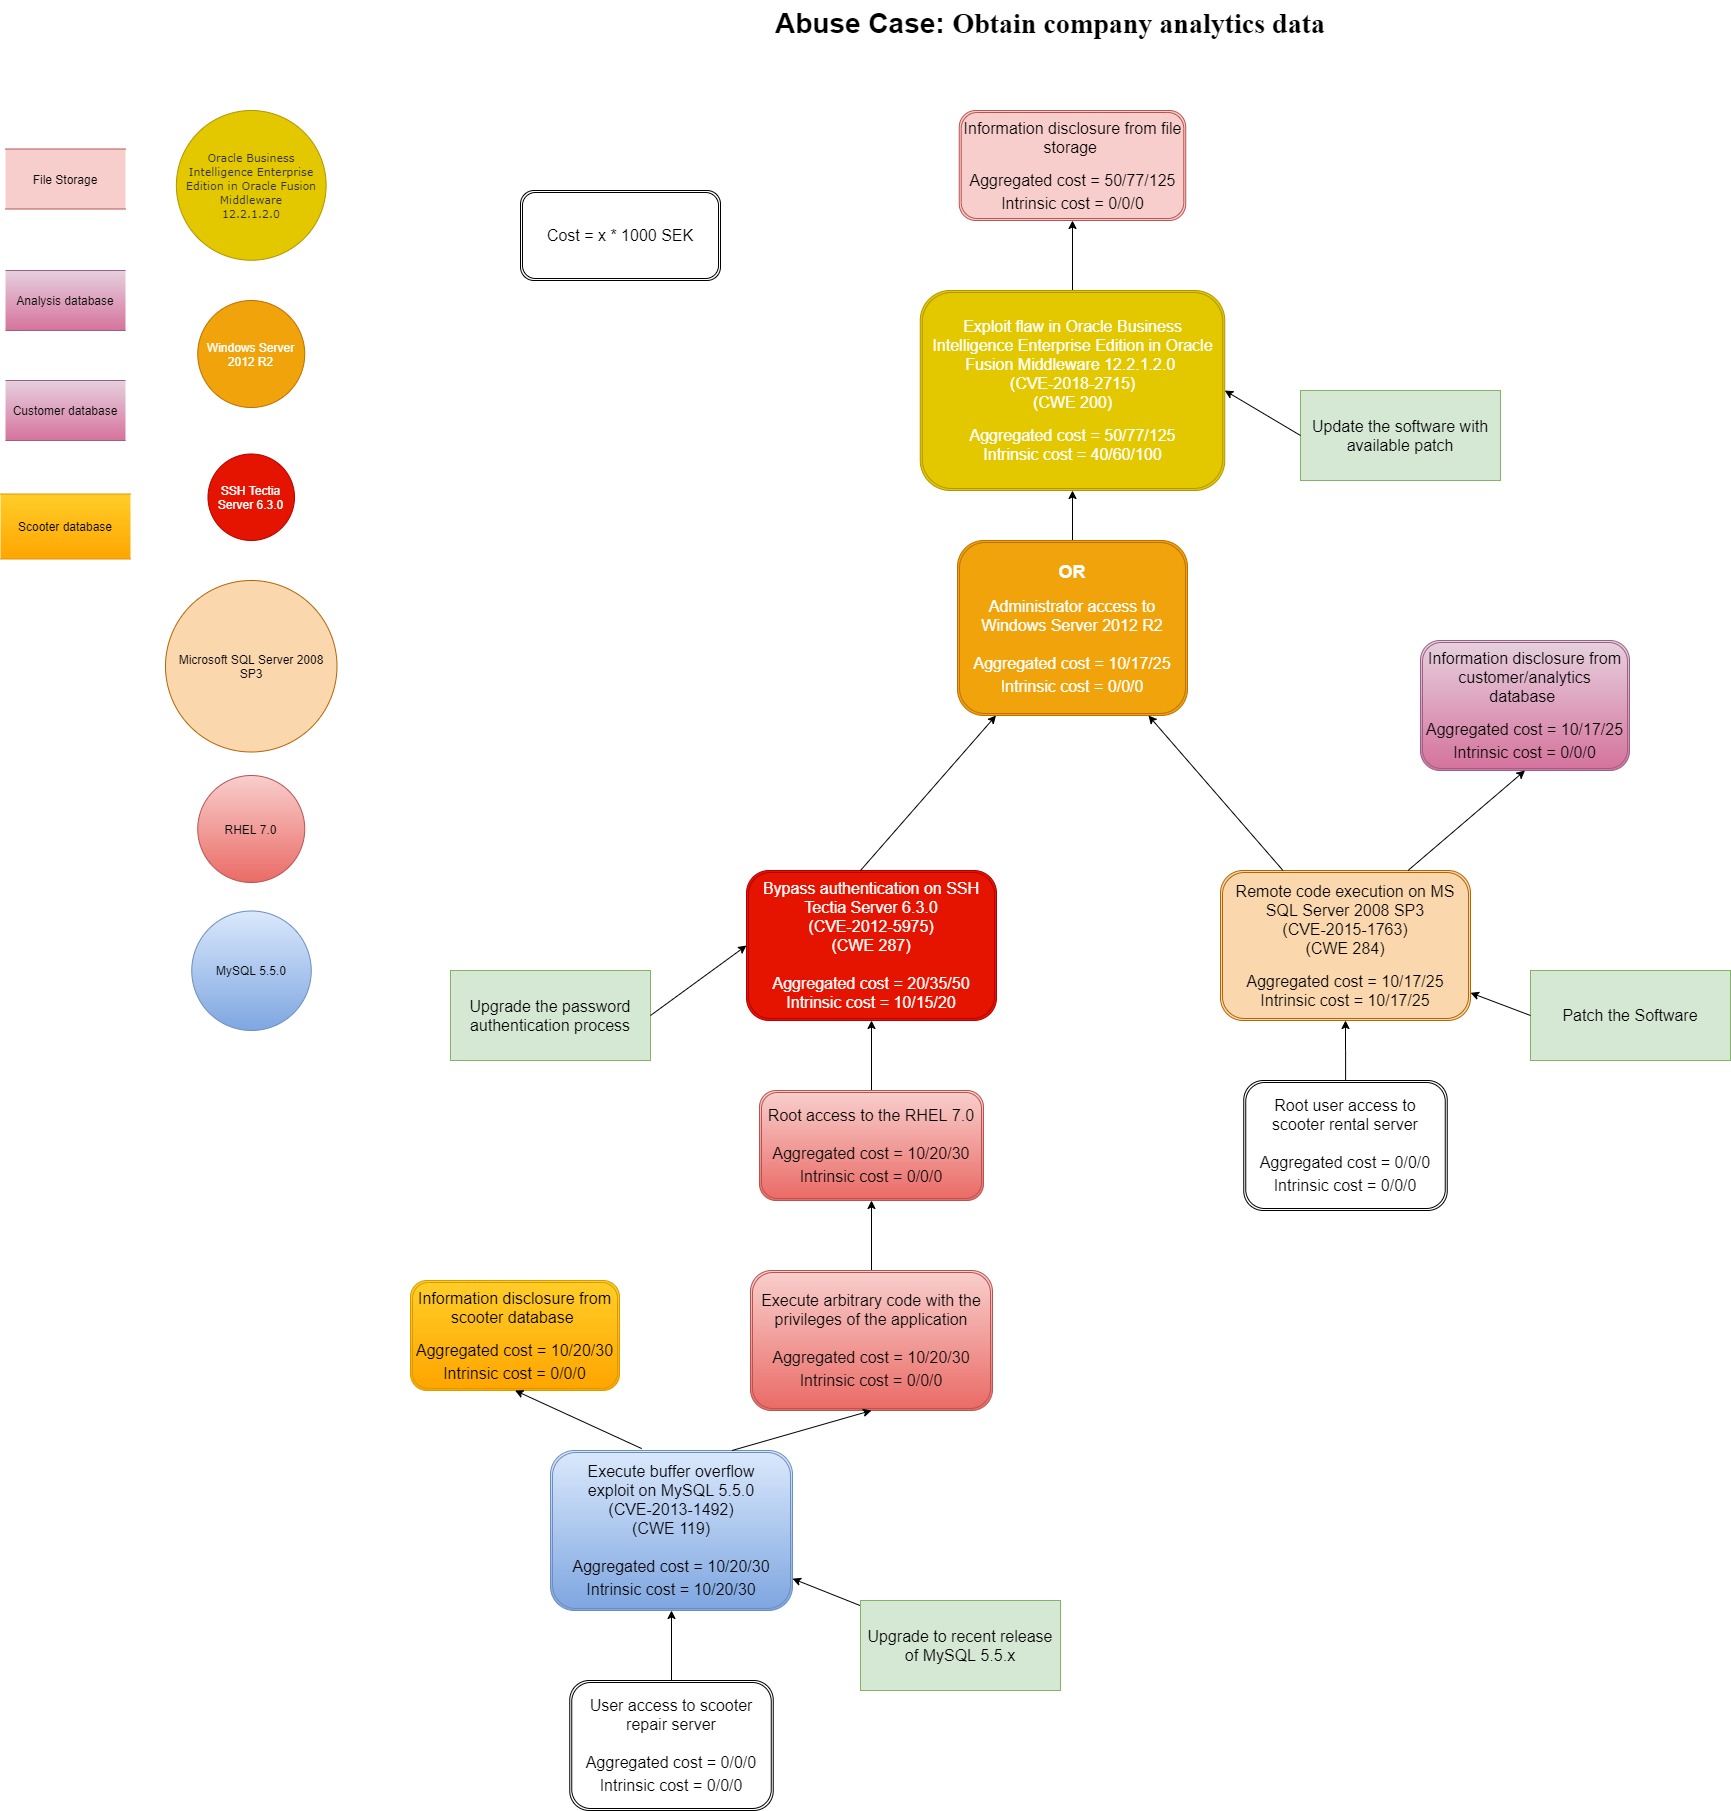 Abuse Case: Obtain company analytics data
File Storage
Analysis database
Customer database
Scooter database
Oracle Business
Intelligence Enterprise
Edition in Oracle Fusion
Middleware
12.2.1.2.0
Windows Server
2012 R2
SSH Tectia
Server 6.3.0
Microsoft SQL Server 2008
SP3
RHEL 7.0
MySQL 5.5.0
Cost = x * 1000 SEK
Information disclosure from file
storage
Aggregated cost = 50/77/125
Intrinsic cost = 0/0/0
Exploit flaw in Oracle Business
Intelligence Enterprise Edition in Oracle
Fusion Middleware 12.2.1.2.0
(CVE-2018-2715)
(CWE 200)
Aggregated cost = 50/77/125
Intrinsic cost = 40/60/100
Update the software with
available patch
OR
Administrator access to
Windows Server 2012 R2
Aggregated cost = 10/17/25
Intrinsic cost = 0/0/0
Information disclosure from
customer/analytics
database
Aggregated cost = 10/17/25
Intrinsic cost = 0/0/0
Bypass authentication on SSH
Tectia Server 6.3.0
(CVE-2012-5975)
(CWE 287)
Aggregated cost = 20/35/50
Intrinsic cost = 10/15/20
Upgrade the password
authentication process
Remote code execution on MS
SQL Server 2008 SP3
(CVE-2015-1763)
(CWE 284)
Aggregated cost = 10/17/25
Intrinsic cost = 10/17/25
Patch the Software
Root access to the RHEL 7.0
Aggregated cost = 10/20/30
Intrinsic cost = 0/0/0
Root user access to
scooter rental server
Aggregated cost = 0/0/0
Intrinsic cost = 0/0/0
Information disclosure from
scooter database
Aggregated cost = 10/20/30
Intrinsic cost = 0/0/0
Execute arbitrary code with the
privileges of the application
Aggregated cost = 10/20/30
Intrinsic cost = 0/0/0
Execute buffer overflow
exploit on MySQL 5.5.0
(CVE-2013-1492)
(CWE 119)
Aggregated cost = 10/20/30
Intrinsic cost = 10/20/30
Upgrade to recent release
of MySQL 5.5.x
User access to scooter
repair server
Aggregated cost = 0/0/0
Intrinsic cost = 0/0/0